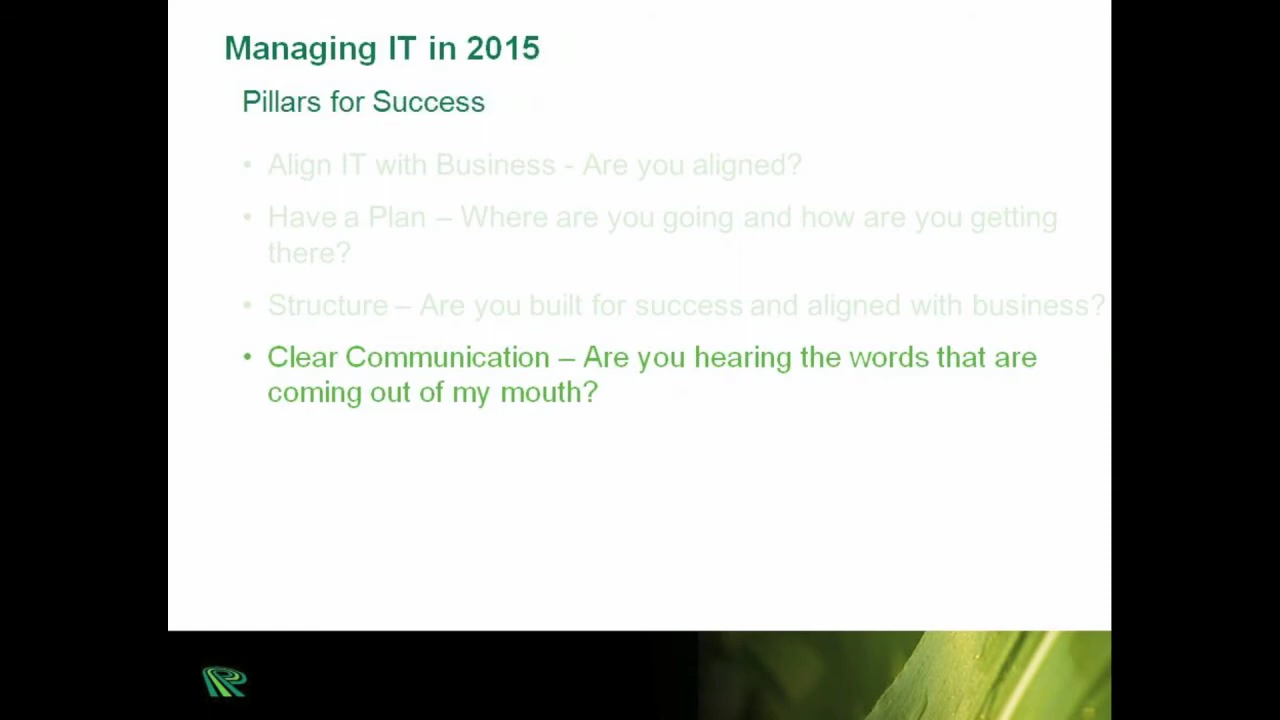 Managing IT in 2015
Pillars for Success
• Align IT with Business - Are you aligned?
• Have a Plan – Where are you going and how are you getting
there?
• Structure – Are you built for success and aligned with business?
• Clear Communication – Are you hearing the words that are
coming out of my mouth?